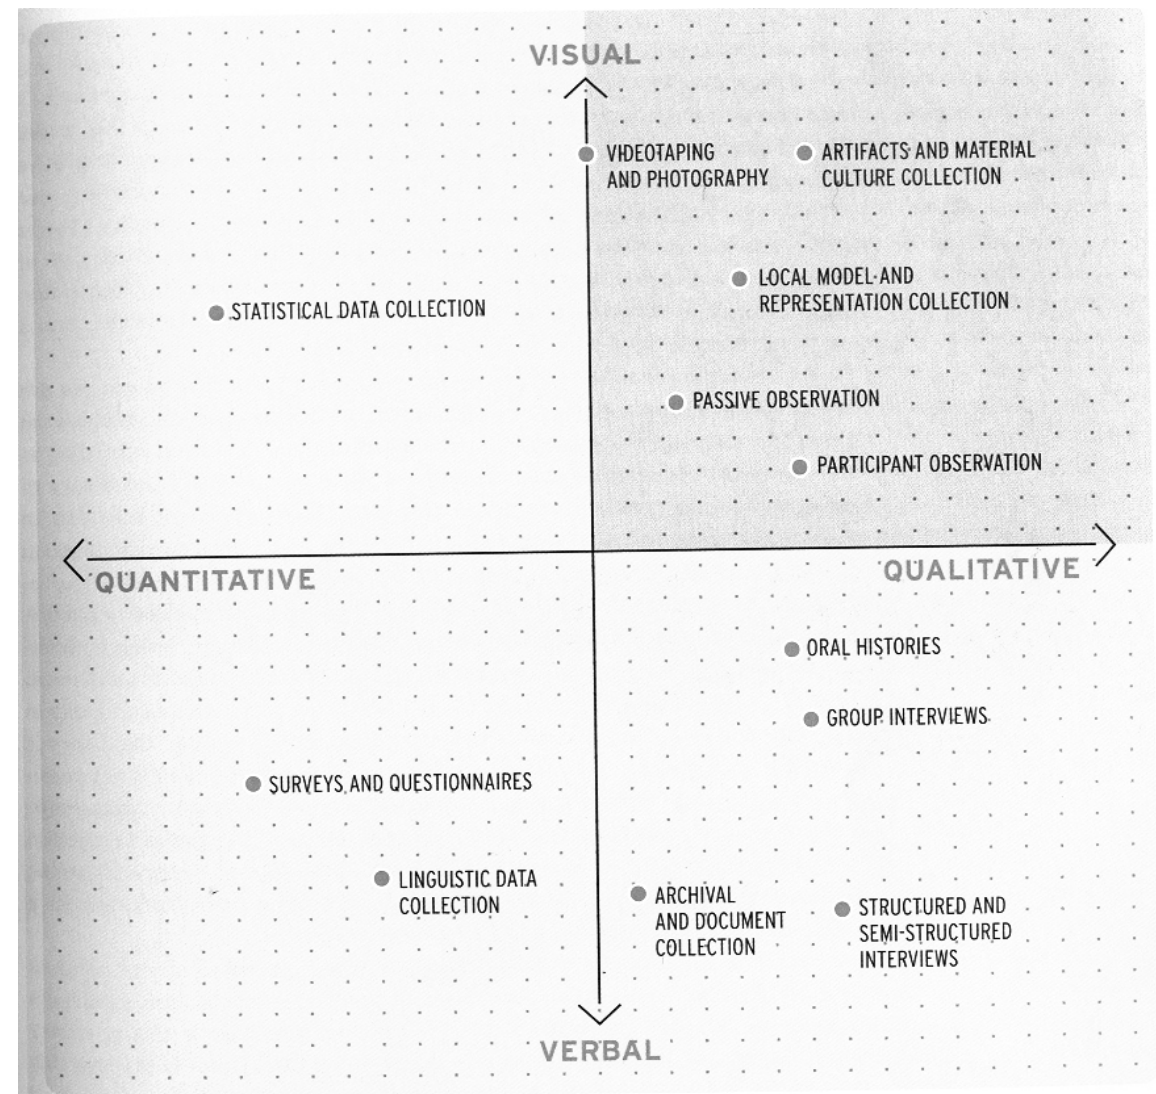 VISUAL
VIDEOTAPING
AND PHOTOGRAPHY
ARTIFACTS AND MATERIAL
CULTURE COLLECTION
LOCAL MODEL AND
REPRESENTATION COLLECTION
STATISTICAL DATA COLLECTION
PASSIVE OBSERVATION
PARTICIPANT OBSERVATION
QUANTITATIVE
QUALITATIVE
ORAL HISTORIES
GROUP INTERVIEWS
SURVEYS AND QUESTIONNAIRES
LINGUISTIC DATA
COLLECTION
ARCHIVAL
AND DOCUMENT
COLLECTION
STRUCTURED AND
SEMI-STRUCTURED
INTERVIEWS
VERBAL